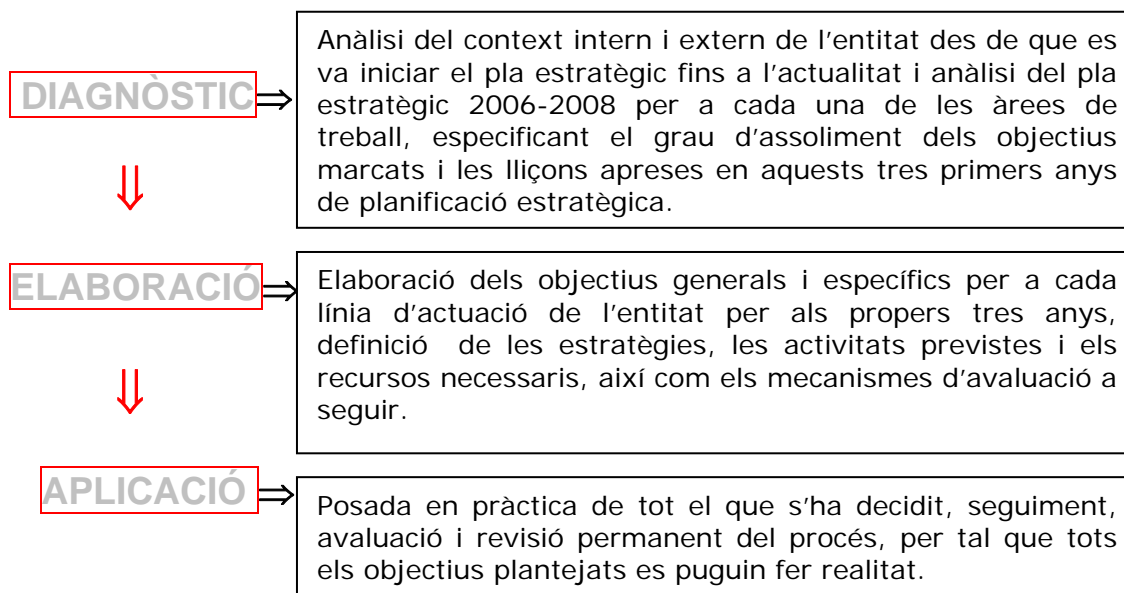 DIAGNÒSTIC
Anàlisi del context intern i extern de l'entitat des de que es
va iniciar el pla estratègic fins a l'actualitat i anàlisi del pla
estratègic 2006-2008 per a cada una de les àrees de
treball, especificant el grau d'assoliment dels objectius
marcats i les lliçons apreses en aquests tres primers anys
de planificació estratègica.
ELABORACIÓ
Elaboració dels objectius generals i específics per a cada
línia d'actuació de l'entitat per als propers tres anys,
definició de les estratègies, les activitats previstes i els
recursos necessaris, així com els mecanismes d'avaluació a
seguir.
APLICACIÓ
Posada en pràctica de tot el que s'ha decidit, seguiment,
avaluació i revisió permanent del procés, per tal que tots
els objectius plantejats es puguin fer realitat.